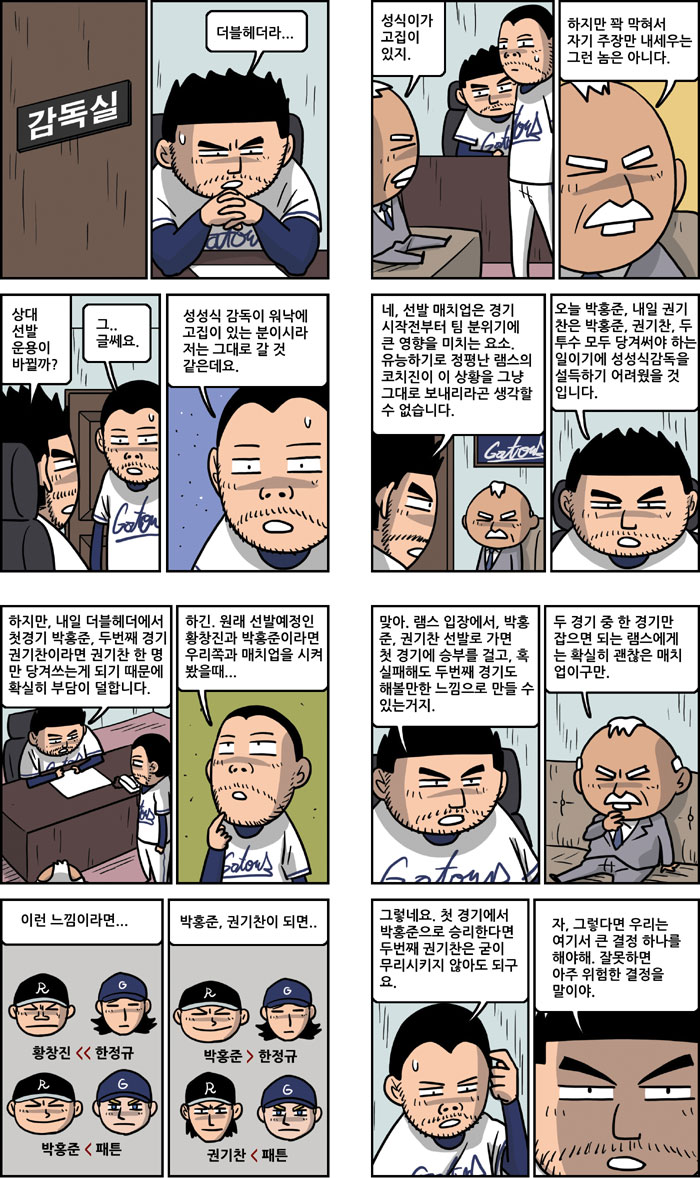 감독실
더블헤더라...
상대
선발
운용이
바뀔까?
그..
글쎄요.
Gators
성성식 감독이 워낙에
고집이 있는 분이시라
저는 그대로 갈 것
같은데요.
성식이가
고집이
있지.
Gators
하지만 꽉 막혀서
자기 주장만 내세우는
그런 놈은 아니다.
네, 선발 매치업은 경기
시작전부터 팀 분위기에
큰 영향을 미치는 요소.
유능하기로 정평난 램스의
코치진이 이 상황을 그냥
그대로 보내리라곤 생각할
수 없습니다.
Gators
오늘 박홍준, 내일 권기
찬은 박홍준, 권기찬, 두
투수 모두 당겨써야 하는
일이기에 성성식감독을
설득하기 어려웠을 것
입니다.
하지만, 내일 더블헤더에서
첫경기 박홍준, 두번째 경기
권기찬이라면 권기찬 한 명
만 당겨쓰는게 되기 때문에
확실히 부담이 덜합니다.
하긴. 원래 선발예정인
황창진과 박홍준이라면
우리쪽과 매치업을 시켜
봤을때...
Gators
이런 느낌이라면...
R
G
황창진 << 한정규
R
G
박홍준 < 패튼
박홍준, 권기찬이 되면..
R
G
박홍준 > 한정규
R
G
권기찬 < 패튼
맞아. 램스 입장에서, 박홍
준, 권기찬 선발로 가면
첫 경기에 승부를 걸고, 혹
실패해도 두번째 경기도
해볼만한 느낌으로 만들 수
있는거지.
Gators
두 경기 중 한 경기만
잡으면 되는 램스에게
는 확실히 괜찮은 매치
업이구만.
그렇네요. 첫 경기에서
박홍준으로 승리한다면
두번째 권기찬은 굳이
무리시키지 않아도 되구
요.
자, 그렇다면 우리는
여기서 큰 결정 하나를
해야해. 잘못하면
아주 위험한 결정을
말이야.